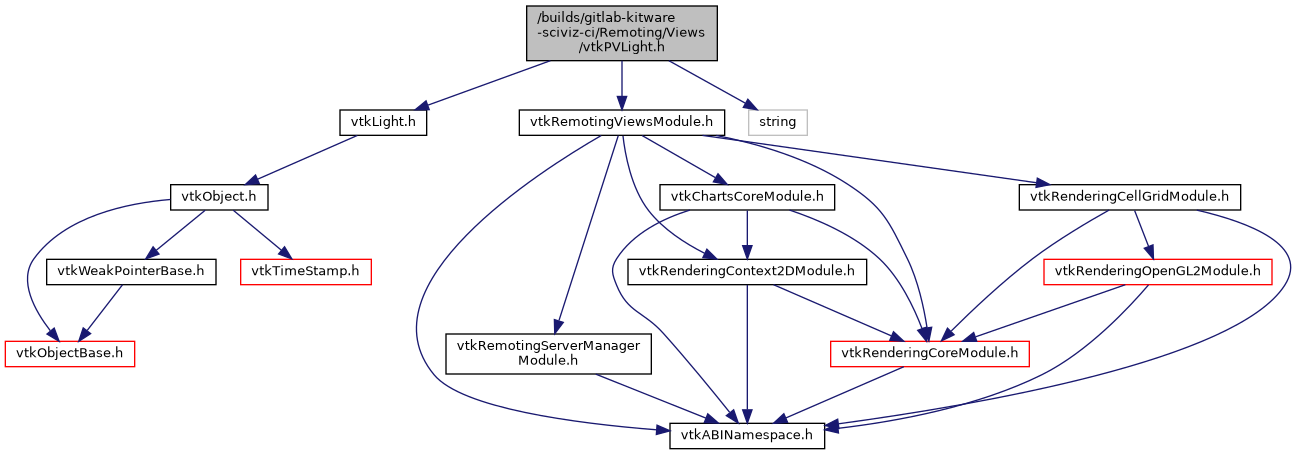 /builds/gitlab-kitware
-sciviz-ci/Remoting/Views
/vtkPVLight.h
vtkLight.h
vtkRemotingViewsModule.h
string
vtkObject.h
vtkChartsCoreModule.h
vtkRenderingCellGridModule.h
vtkWeakPointerBase.h
vtkTimeStamp.h
vtkRenderingContext2DModule.h
vtkRenderingOpenGL2Module.h
vtkObjectBase.h
vtkRemotingServerManager
Module.h
vtkRenderingCoreModule.h
vtkABINamespace.h